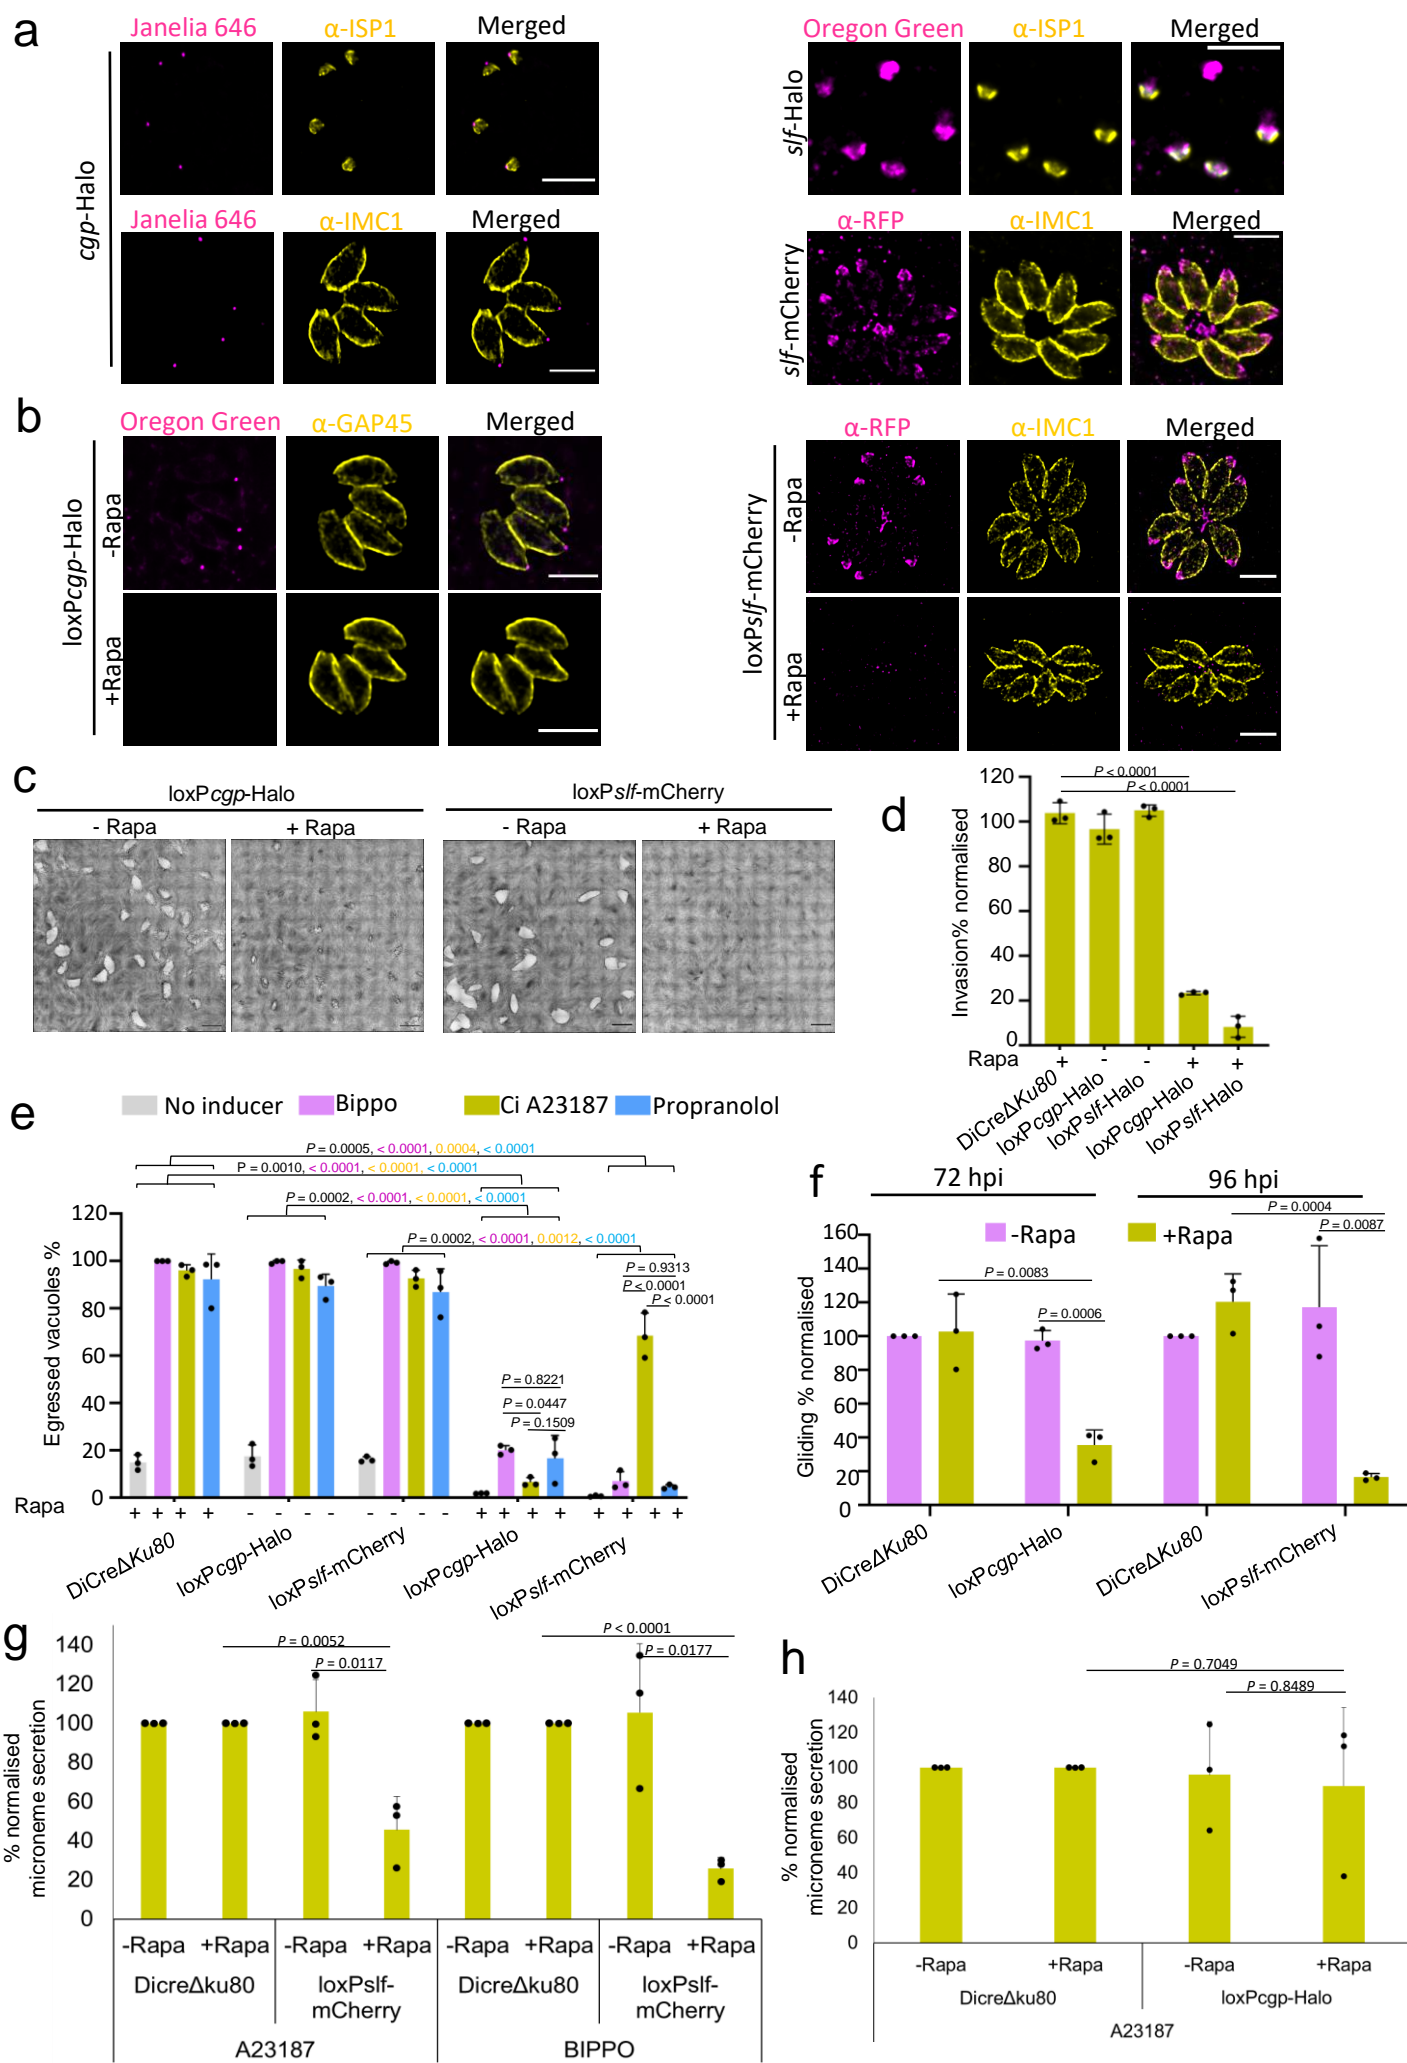 a
Janelia 646 α-ISP1 Merged
Oregon Green α-ISP1 Merged
cgp-Halo
slf-Halo
Janelia 646 α-IMC1 Merged
α-RFP α-IMC1 Merged
slf-mCherry
b
Oregon Green α-GAP45 Merged
α-RFP α-IMC1 Merged
loxPcgp-Halo
-Rapa
+Rapa
loxPslf-mCherry
-Rapa
+Rapa
c
loxPcgp-Halo
loxPslf-mCherry
- Rapa + Rapa
- Rapa + Rapa
d
P < 0.0001
P < 0.0001
Invasion% normalised
120
100
80
60
40
20
0
Rapa + - - + +
DiCreΔKu80
loxPcgp-Halo
loxPslf-Halo
loxPcgp-Halo
loxPslf-Halo
e
No inducer Bippo Ci A23187 Propranolol
P = 0.0005, < 0.0001, 0.0004, < 0.0001
P = 0.0010, < 0.0001, < 0.0001, < 0.0001
P = 0.0002, < 0.0001, < 0.0001, < 0.0001
P = 0.0002, < 0.0001, 0.0012, < 0.0001
P = 0.9313
P < 0.0001
P < 0.0001
P = 0.8221
P = 0.0447
P = 0.1509
Egressed vacuoles %
120
100
80
60
40
20
0
Rapa + + + + - - - - - - - - + + + + + + + +
DiCreΔKu80
loxPcgp-Halo
loxPslf-mCherry
loxPcgp-Halo
loxPslf-mCherry
f
72 hpi 96 hpi
-Rapa +Rapa
P = 0.0004
P = 0.0087
P = 0.0083
P = 0.0006
Gliding % normalised
160
140
120
100
80
60
40
20
0
DiCreΔKu80
loxPcgp-Halo
DiCreΔKu80
loxPslf-mCherry
g
P = 0.0052
P = 0.0117
P < 0.0001
P = 0.0177
% normalised
microneme secretion
140
120
100
80
60
40
20
0
-Rapa +Rapa -Rapa +Rapa -Rapa +Rapa -Rapa +Rapa
DicreΔku80 loxPslf- DicreΔku80 loxPslf-
mCherry mCherry
A23187 BIPPO
h
P = 0.7049
P = 0.8489
% normalised
microneme secretion
140
120
100
80
60
40
20
0
-Rapa +Rapa -Rapa +Rapa
DicreΔku80 loxPcgp-Halo
A23187